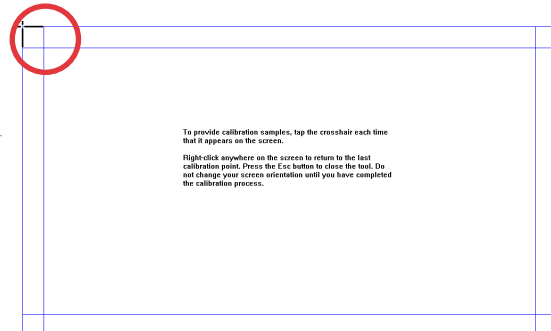 To provide calibration samples, tap the crosshair each time
that it appears on the screen.
Right-click anywhere on the screen to return to the last
calibration point. Press the Esc button to close the tool. Do
not change your screen orientation until you have completed
the calibration process.